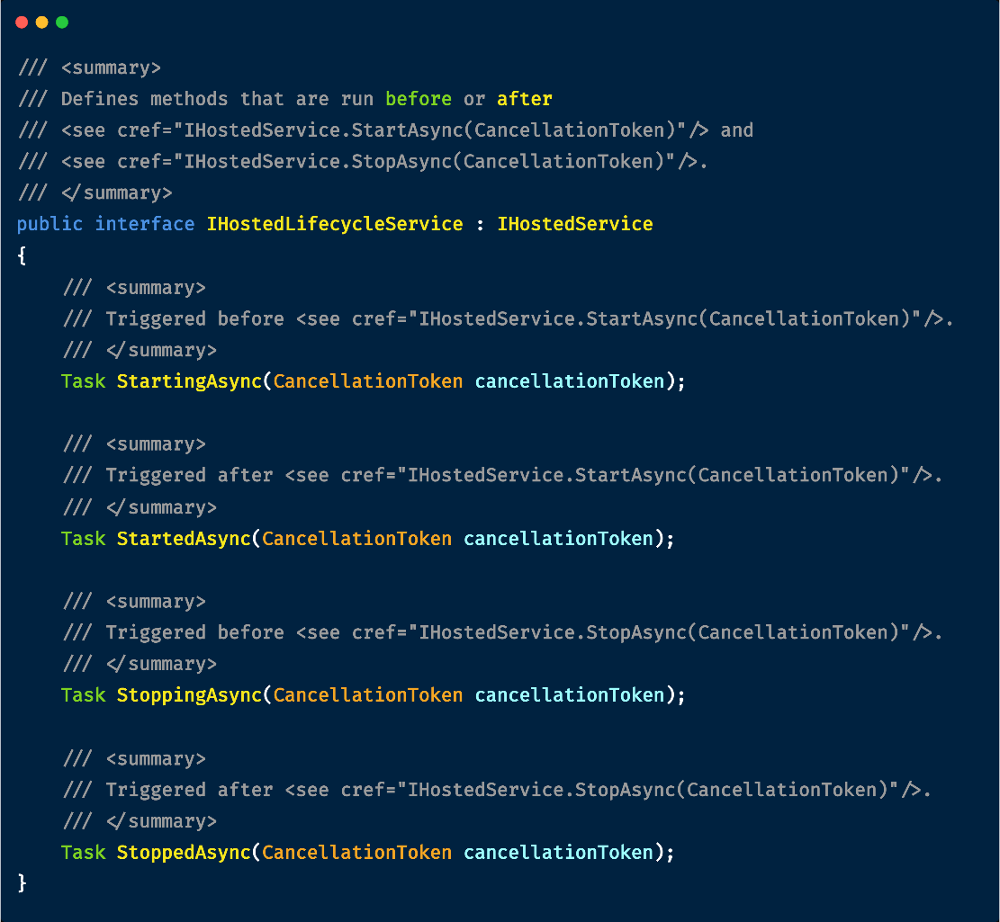 /// <summary>
/// Defines methods that are run before or after
/// <see cref="IHostedService.StartAsync(CancellationToken)"/> and
/// <see cref="IHostedService.StopAsync(CancellationToken)"/>.
/// </summary>
public interface IHostedLifecycleService : IHostedService
{
    /// <summary>
    /// Triggered before <see cref="IHostedService.StartAsync(CancellationToken)"/>.
    /// </summary>
    Task StartingAsync(CancellationToken cancellationToken);

    /// <summary>
    /// Triggered after <see cref="IHostedService.StartAsync(CancellationToken)"/>.
    /// </summary>
    Task StartedAsync(CancellationToken cancellationToken);

    /// <summary>
    /// Triggered before <see cref="IHostedService.StopAsync(CancellationToken)"/>.
    /// </summary>
    Task StoppingAsync(CancellationToken cancellationToken);

    /// <summary>
    /// Triggered after <see cref="IHostedService.StopAsync(CancellationToken)"/>.
    /// </summary>
    Task StoppedAsync(CancellationToken cancellationToken);
}